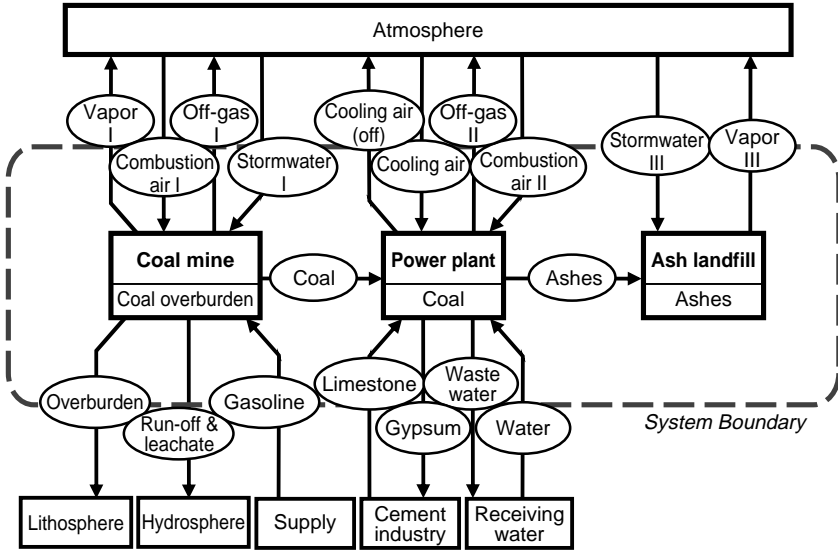 Atmosphere
Vapor
I
Off-gas
I
Cooling air
(off)
Off-gas
II
Combustion
air I
Stormwater
I
Cooling air
Combustion
air II
Stormwater
III
Vapor
III
Coal mine
Coal overburden
Coal
Power plant
Coal
Ashes
Ash landfill
Ashes
Overburden
Run-off &
leachate
Gasoline
Limestone
Gypsum
Waste
water
Water
System Boundary
Lithosphere
Hydrosphere
Supply
Cement
industry
Receiving
water